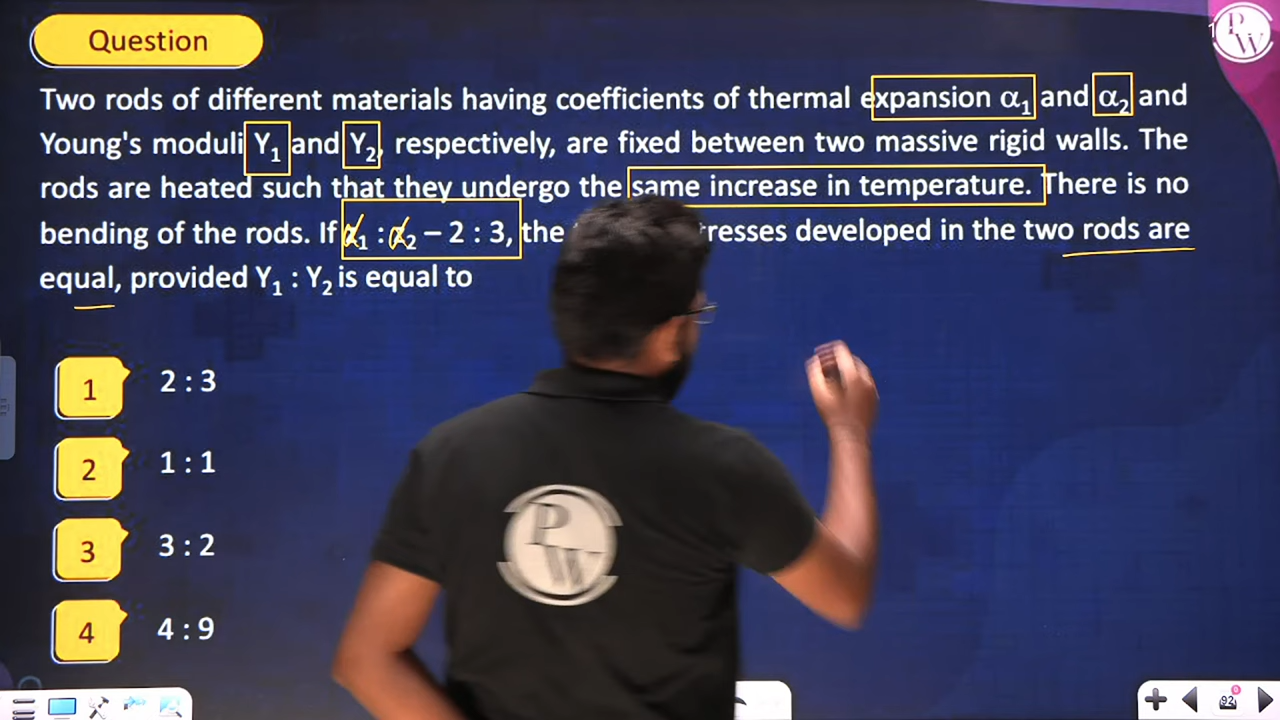 Question
Two rods of different materials having coefficients of thermal expansion α₁ and α₂ and
Young's moduli Y₁ and Y₂, respectively, are fixed between two massive rigid walls. The
rods are heated such that they undergo the same increase in temperature. There is no
bending of the rods. If α₁ : α₂ – 2 : 3, the resses developed in the two rods are
equal, provided Y₁ : Y₂ is equal to
1 2 : 3
2 1 : 1
3 3 : 2
4 4 : 9
PW
PW
92